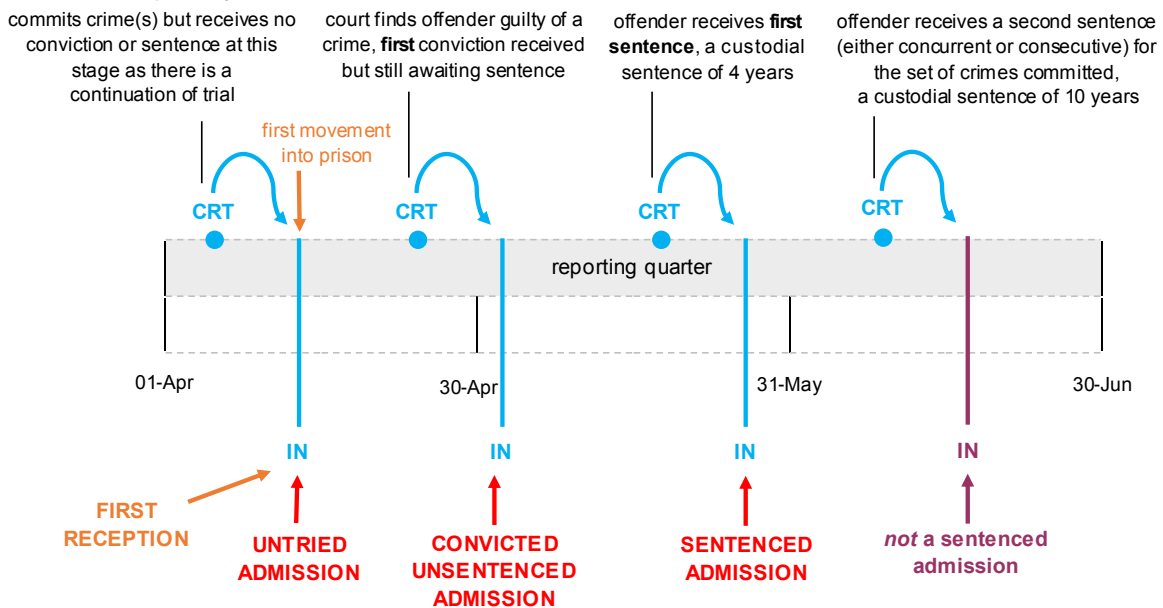 commits crime(s) but receives no
conviction or sentence at this
stage as there is a
continuation of trial
court finds offender guilty of a
crime, first conviction received
but still awaiting sentence
offender receives first
sentence, a custodial
sentence of 4 years
offender receives a second sentence
(either concurrent or consecutive) for
the set of crimes committed,
a custodial sentence of 10 years
first movement
into prison
CRT
CRT
CRT
CRT
reporting quarter
01-Apr
30-Apr
31-May
30-Jun
IN
IN
IN
IN
FIRST
RECEPTION
UNTRIED
ADMISSION
CONVICTED
UNSENTENCED
ADMISSION
SENTENCED
ADMISSION
not a sentenced
admission